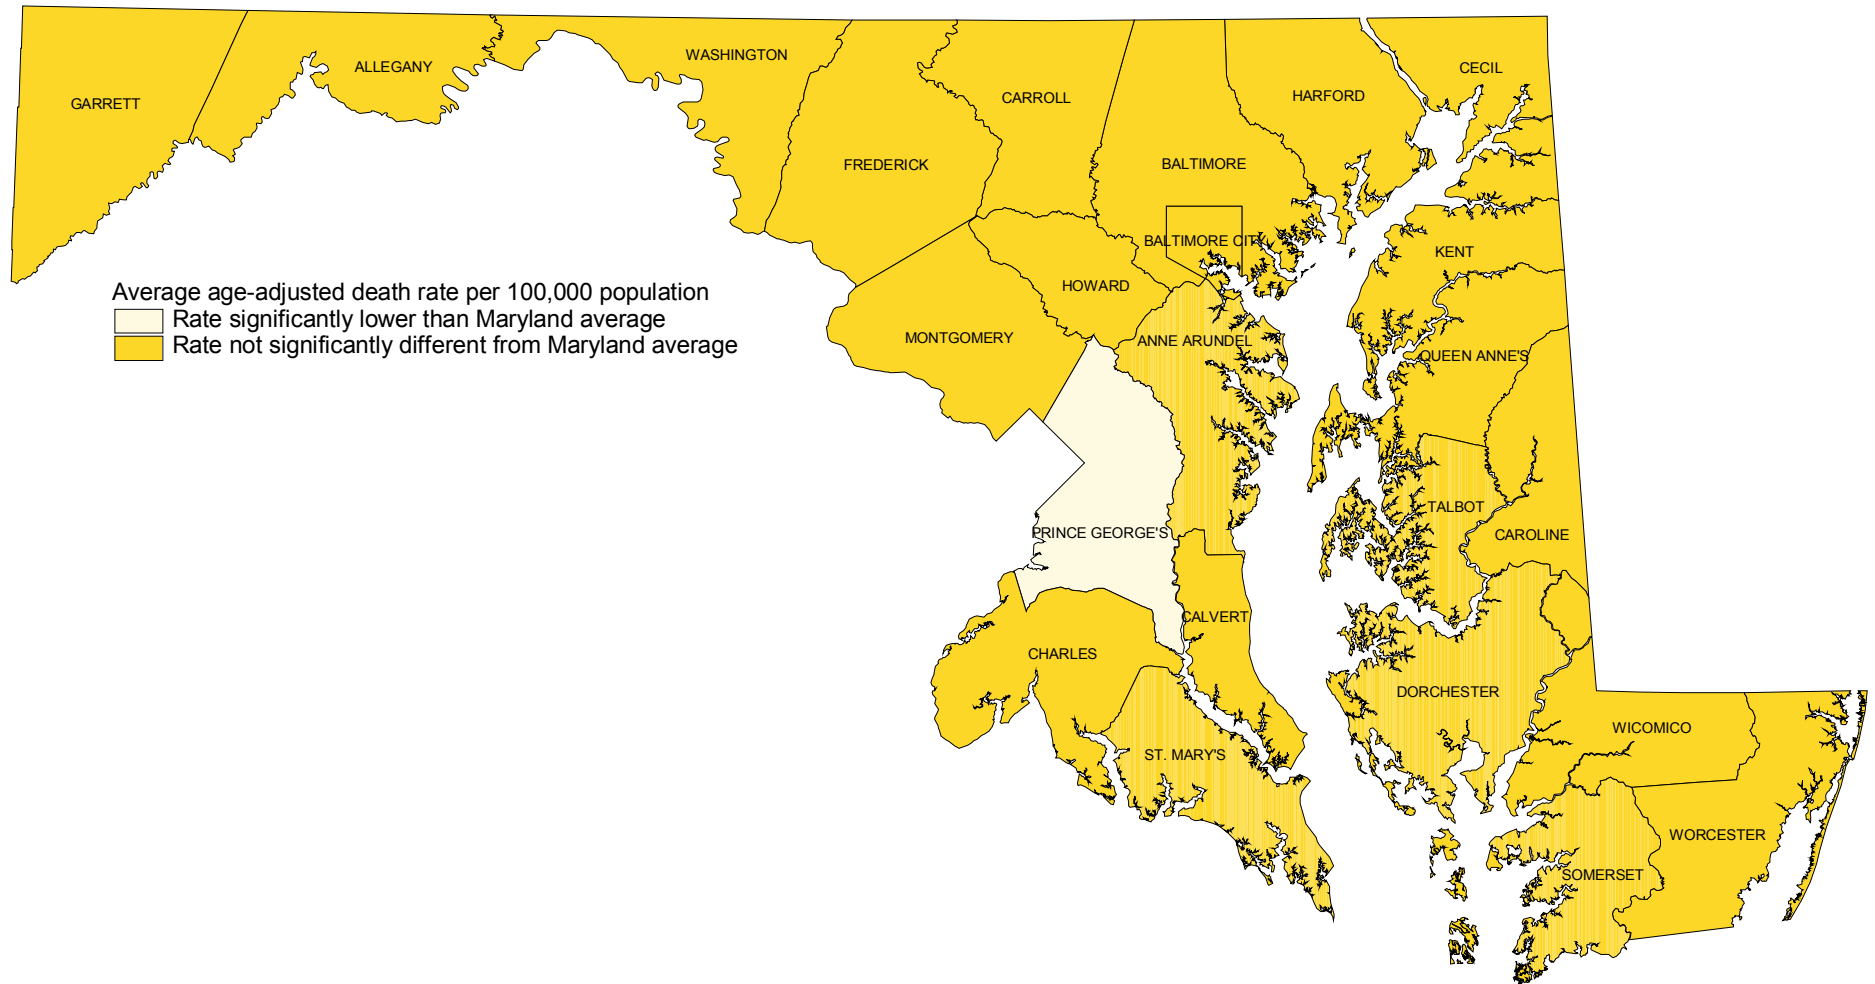 WASHINGTON
ALLEGANY
CECIL
GARRETT
CARROLL
HARFORD
FREDERICK
BALTIMORE
BALTIMORE CITY
KENT
HOWARD
Average age-adjusted death rate per 100,000 population
Rate significantly lower than Maryland average
Rate not significantly different from Maryland average
MONTGOMERY
ANNE ARUNDEL
QUEEN ANNE'S
TALBOT
PRINCE GEORGE'S
CAROLINE
CALVERT
CHARLES
DORCHESTER
WICOMICO
ST. MARY'S
WORCESTER
SOMERSET